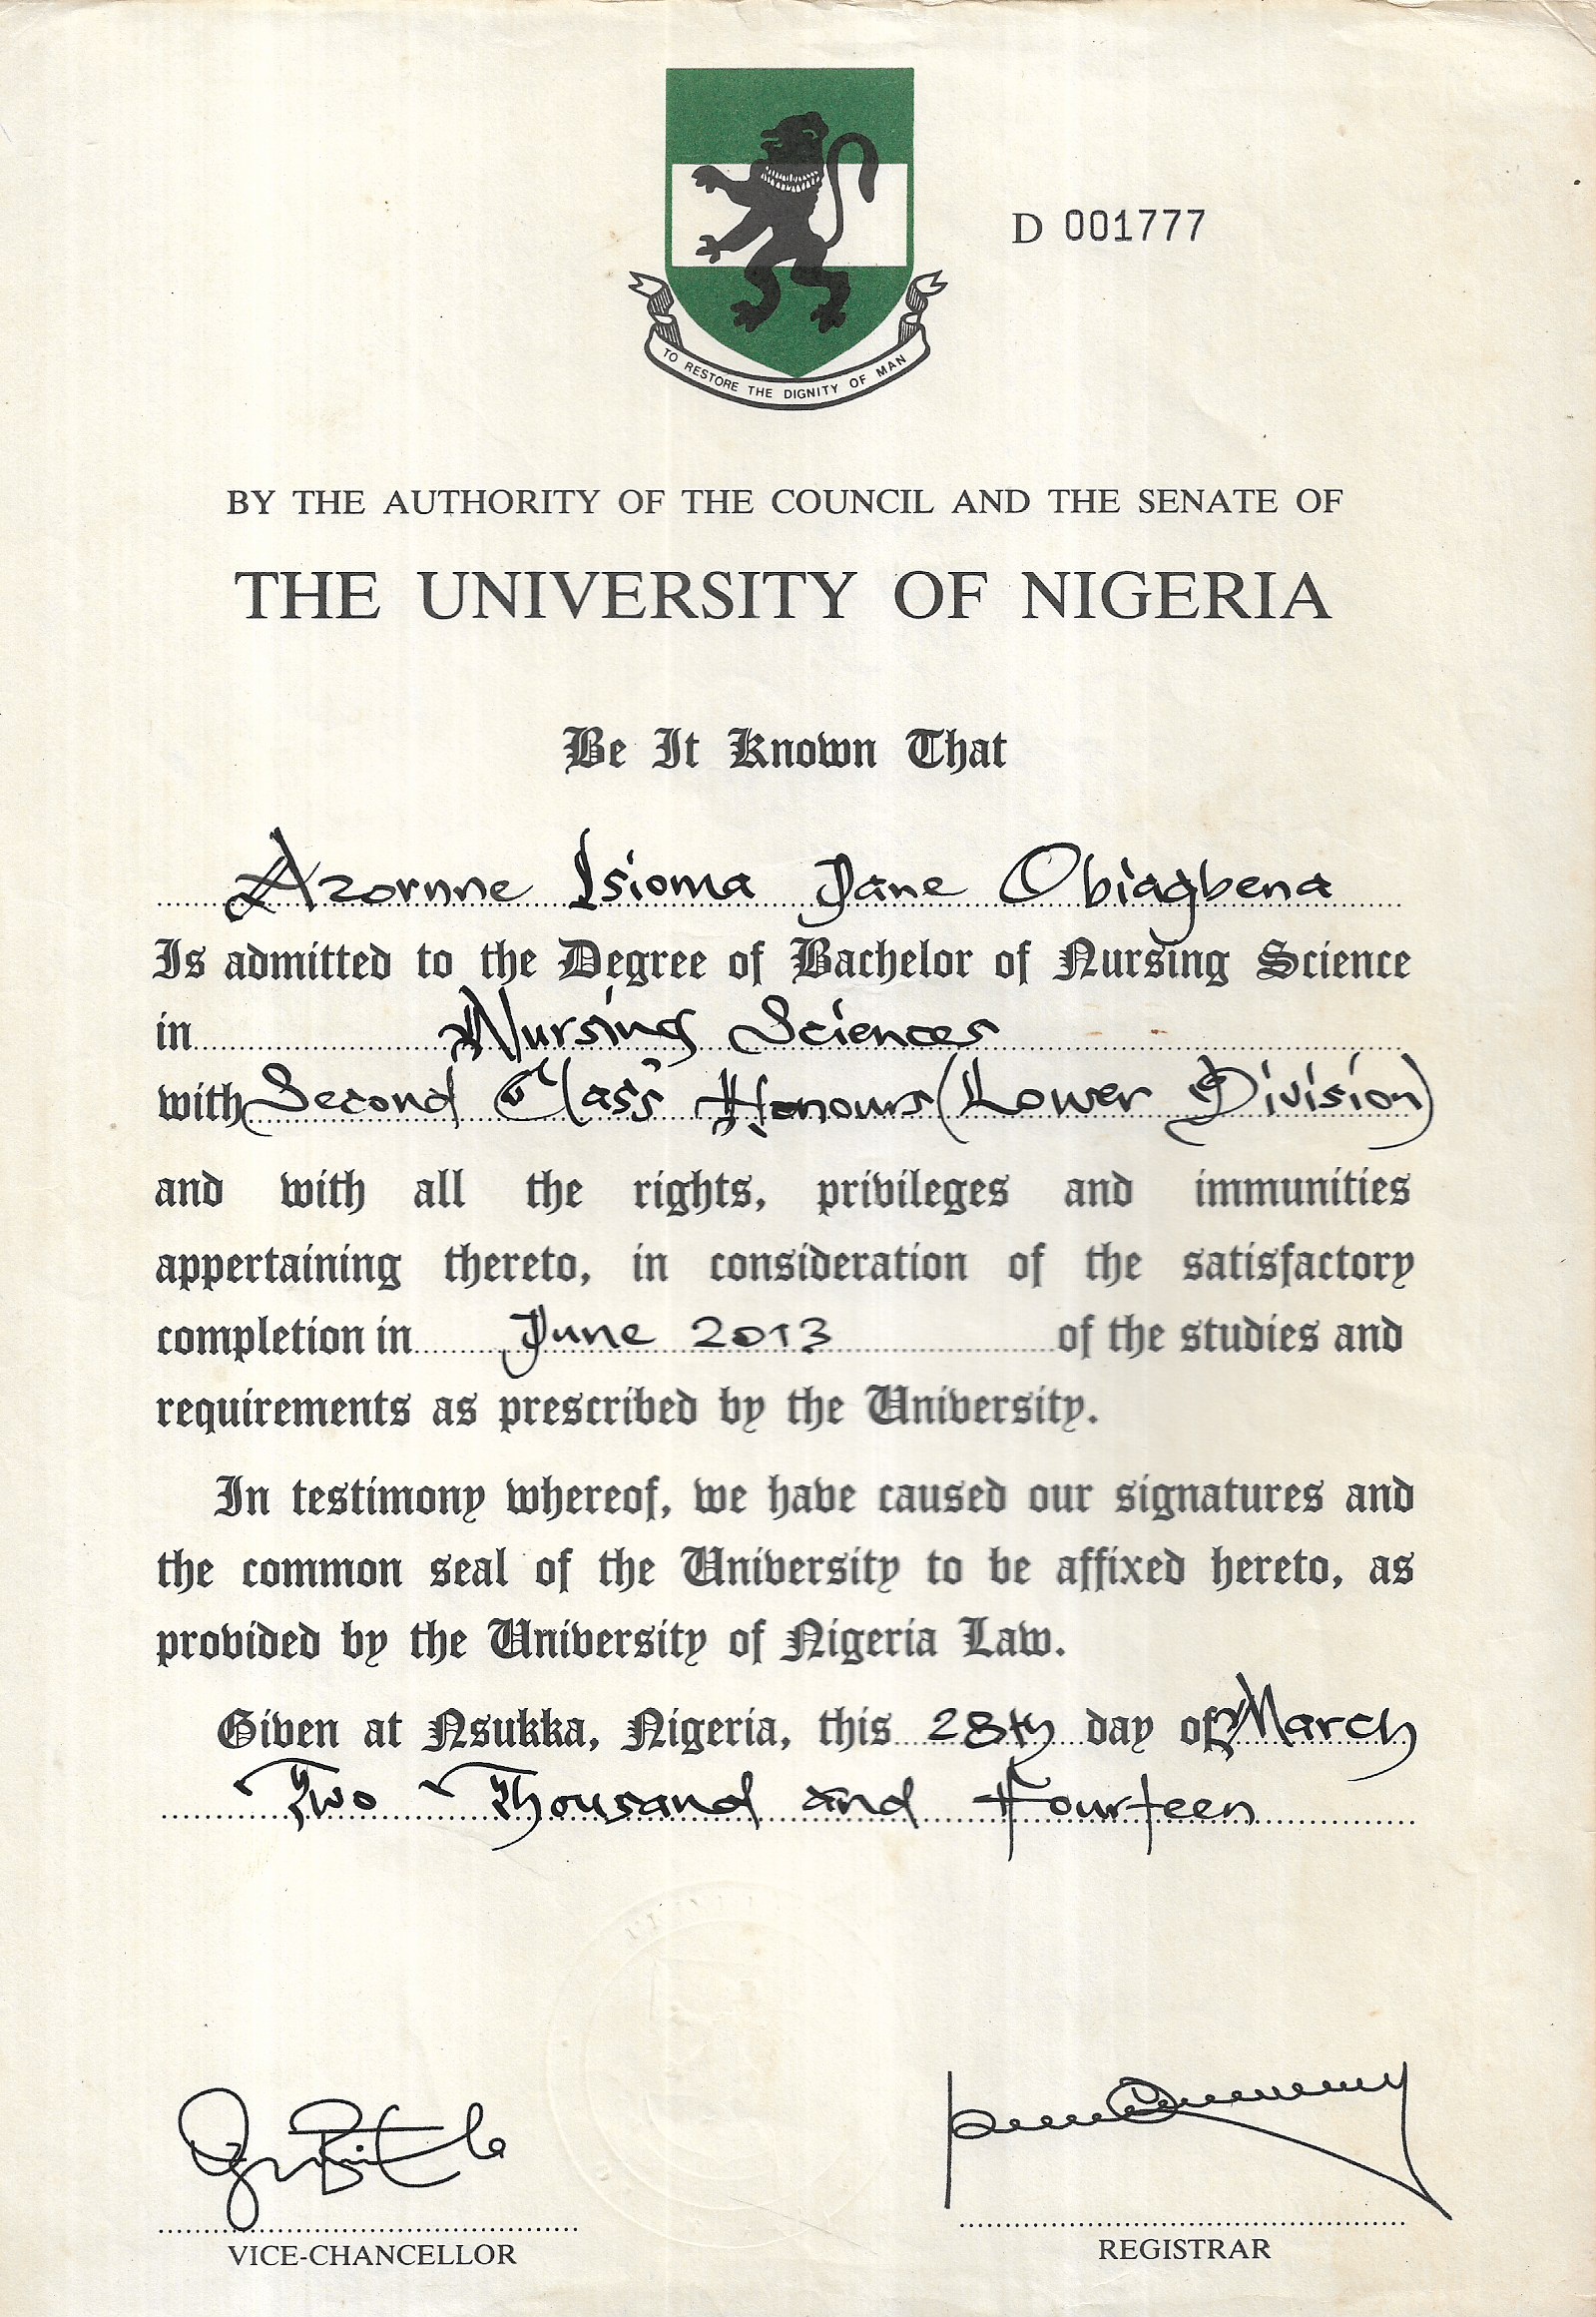 D 001777
TO RESTORE THE DIGNITY OF MAN
BY THE AUTHORITY OF THE COUNCIL AND THE SENATE OF
THE UNIVERSITY OF NIGERIA
Be It Known That
Azornne Isioma Jane Obiagbena
Is admitted to the Degree of Bachelor of Nursing Science
in Nursing Sciences
with Second Class Honours (Lower Division)
and with all the rights, privileges and immunities
appertaining thereto, in consideration of the satisfactory
completion in June 2013 of the studies and
requirements as prescribed by the University.
In testimony whereof, we have caused our signatures and
the common seal of the University to be affixed hereto, as
provided by the University of Nigeria Law.
Given at Nsukka, Nigeria, this 28th day of March
Two Thousand and Fourteen
VICE-CHANCELLOR
REGISTRAR